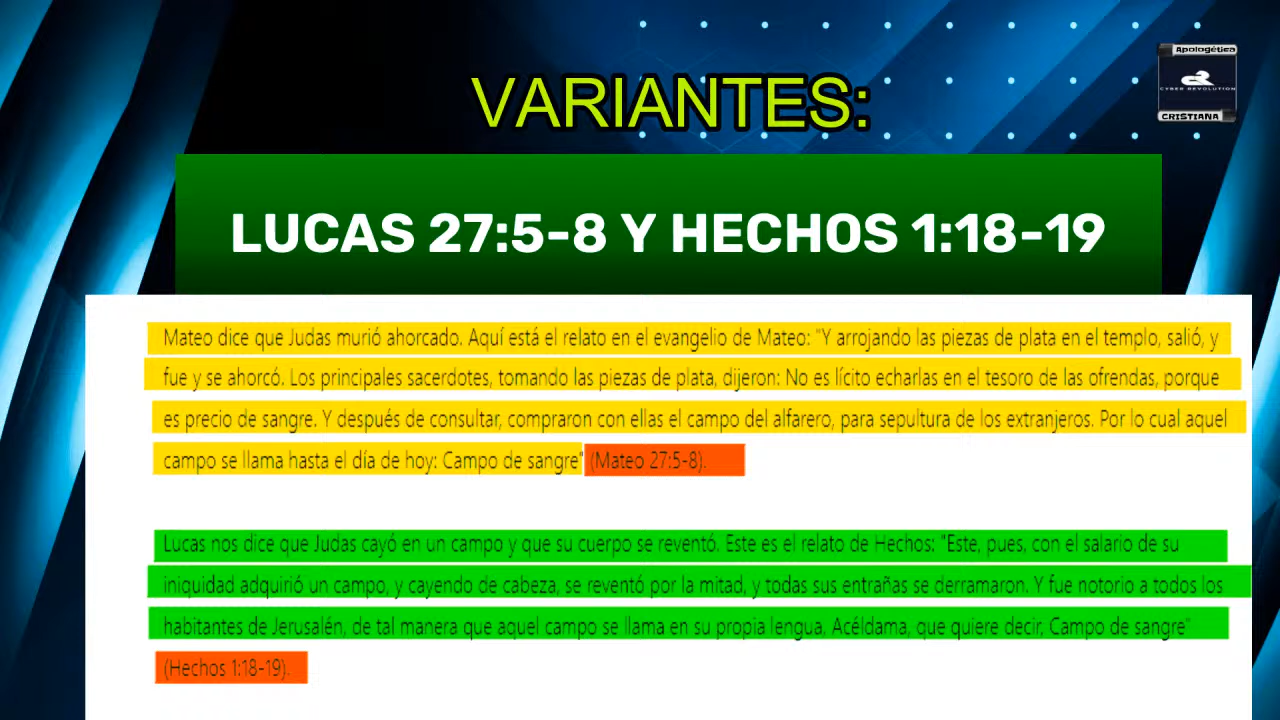 VARIANTES:
Apologética
CYBER REVOLUTION
CRISTIANA
LUCAS 27:5-8 Y HECHOS 1:18-19
Mateo dice que Judas murió ahorcado. Aquí está el relato en el evangelio de Mateo: "Y arrojando las piezas de plata en el templo, salió, y
fue y se ahorcó. Los principales sacerdotes, tomando las piezas de plata, dijeron: No es lícito echarlas en el tesoro de las ofrendas, porque
es precio de sangre. Y después de consultar, compraron con ellas el campo del alfarero, para sepultura de los extranjeros. Por lo cual aquel
campo se llama hasta el día de hoy: Campo de sangre" (Mateo 27:5-8).
Lucas nos dice que Judas cayó en un campo y que su cuerpo se reventó. Este es el relato de Hechos: "Este, pues, con el salario de su
iniquidad adquirió un campo, y cayendo de cabeza, se reventó por la mitad, y todas sus entrañas se derramaron. Y fue notorio a todos los
habitantes de Jerusalén, de tal manera que aquel campo se llama en su propia lengua, Acéldama, que quiere decir, Campo de sangre"
(Hechos 1:18-19).